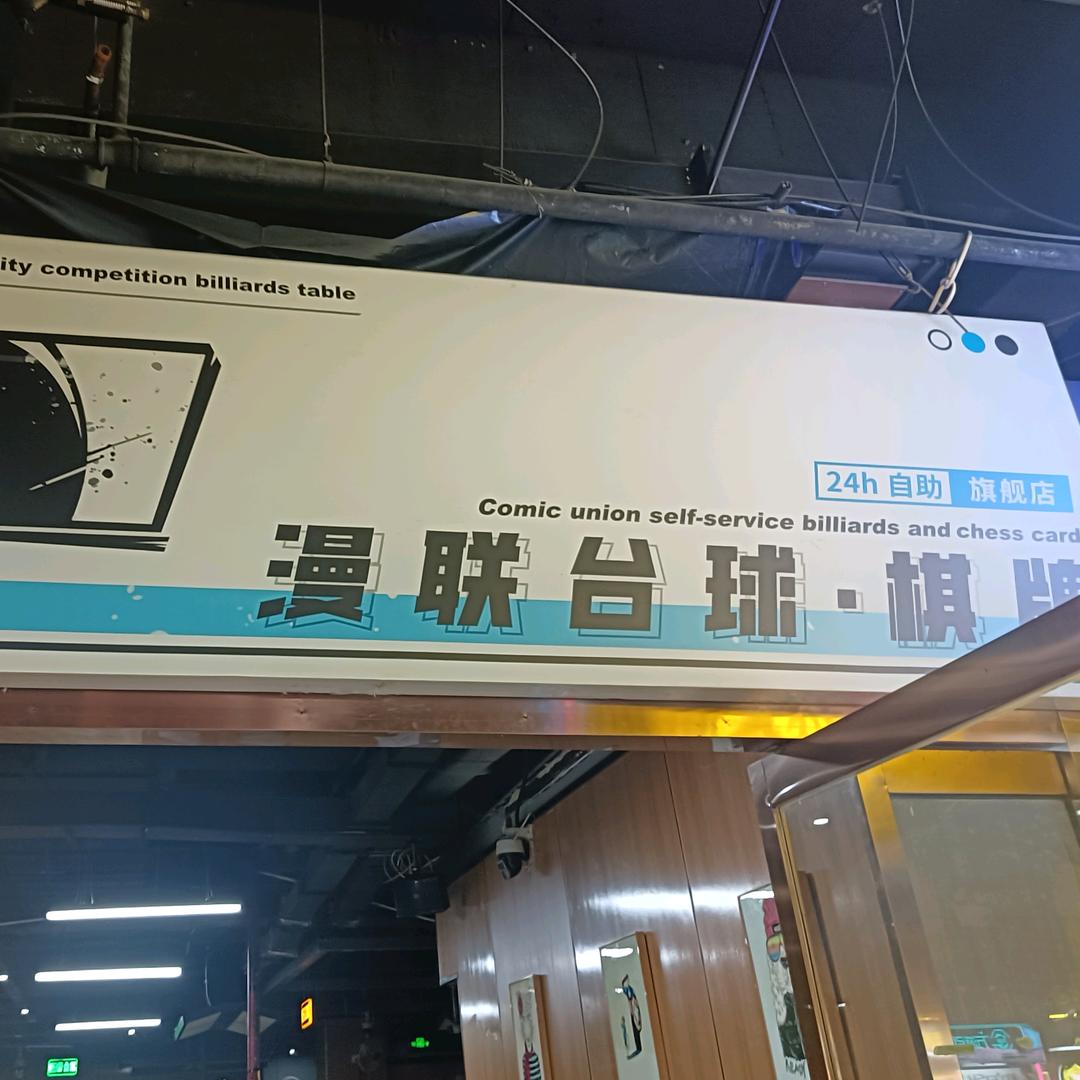 ity competition billiards table
24h 自助 旗舰店
Comic union self-service billiards and chess card
漫联台球·棋牌